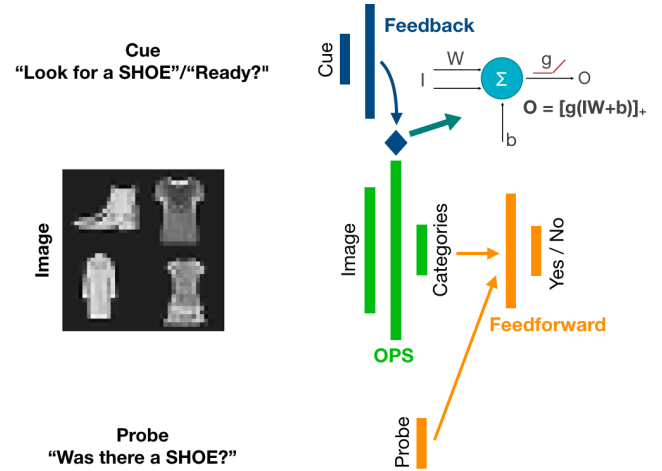 Cue
“Look for a SHOE”/“Ready?"
Cue
Feedback
W
I
Σ
g
O
O = [g(IW+b)]+
b
Image
Image
Categories
OPS
Yes / No
Feedforward
Probe
“Was there a SHOE?”
Probe